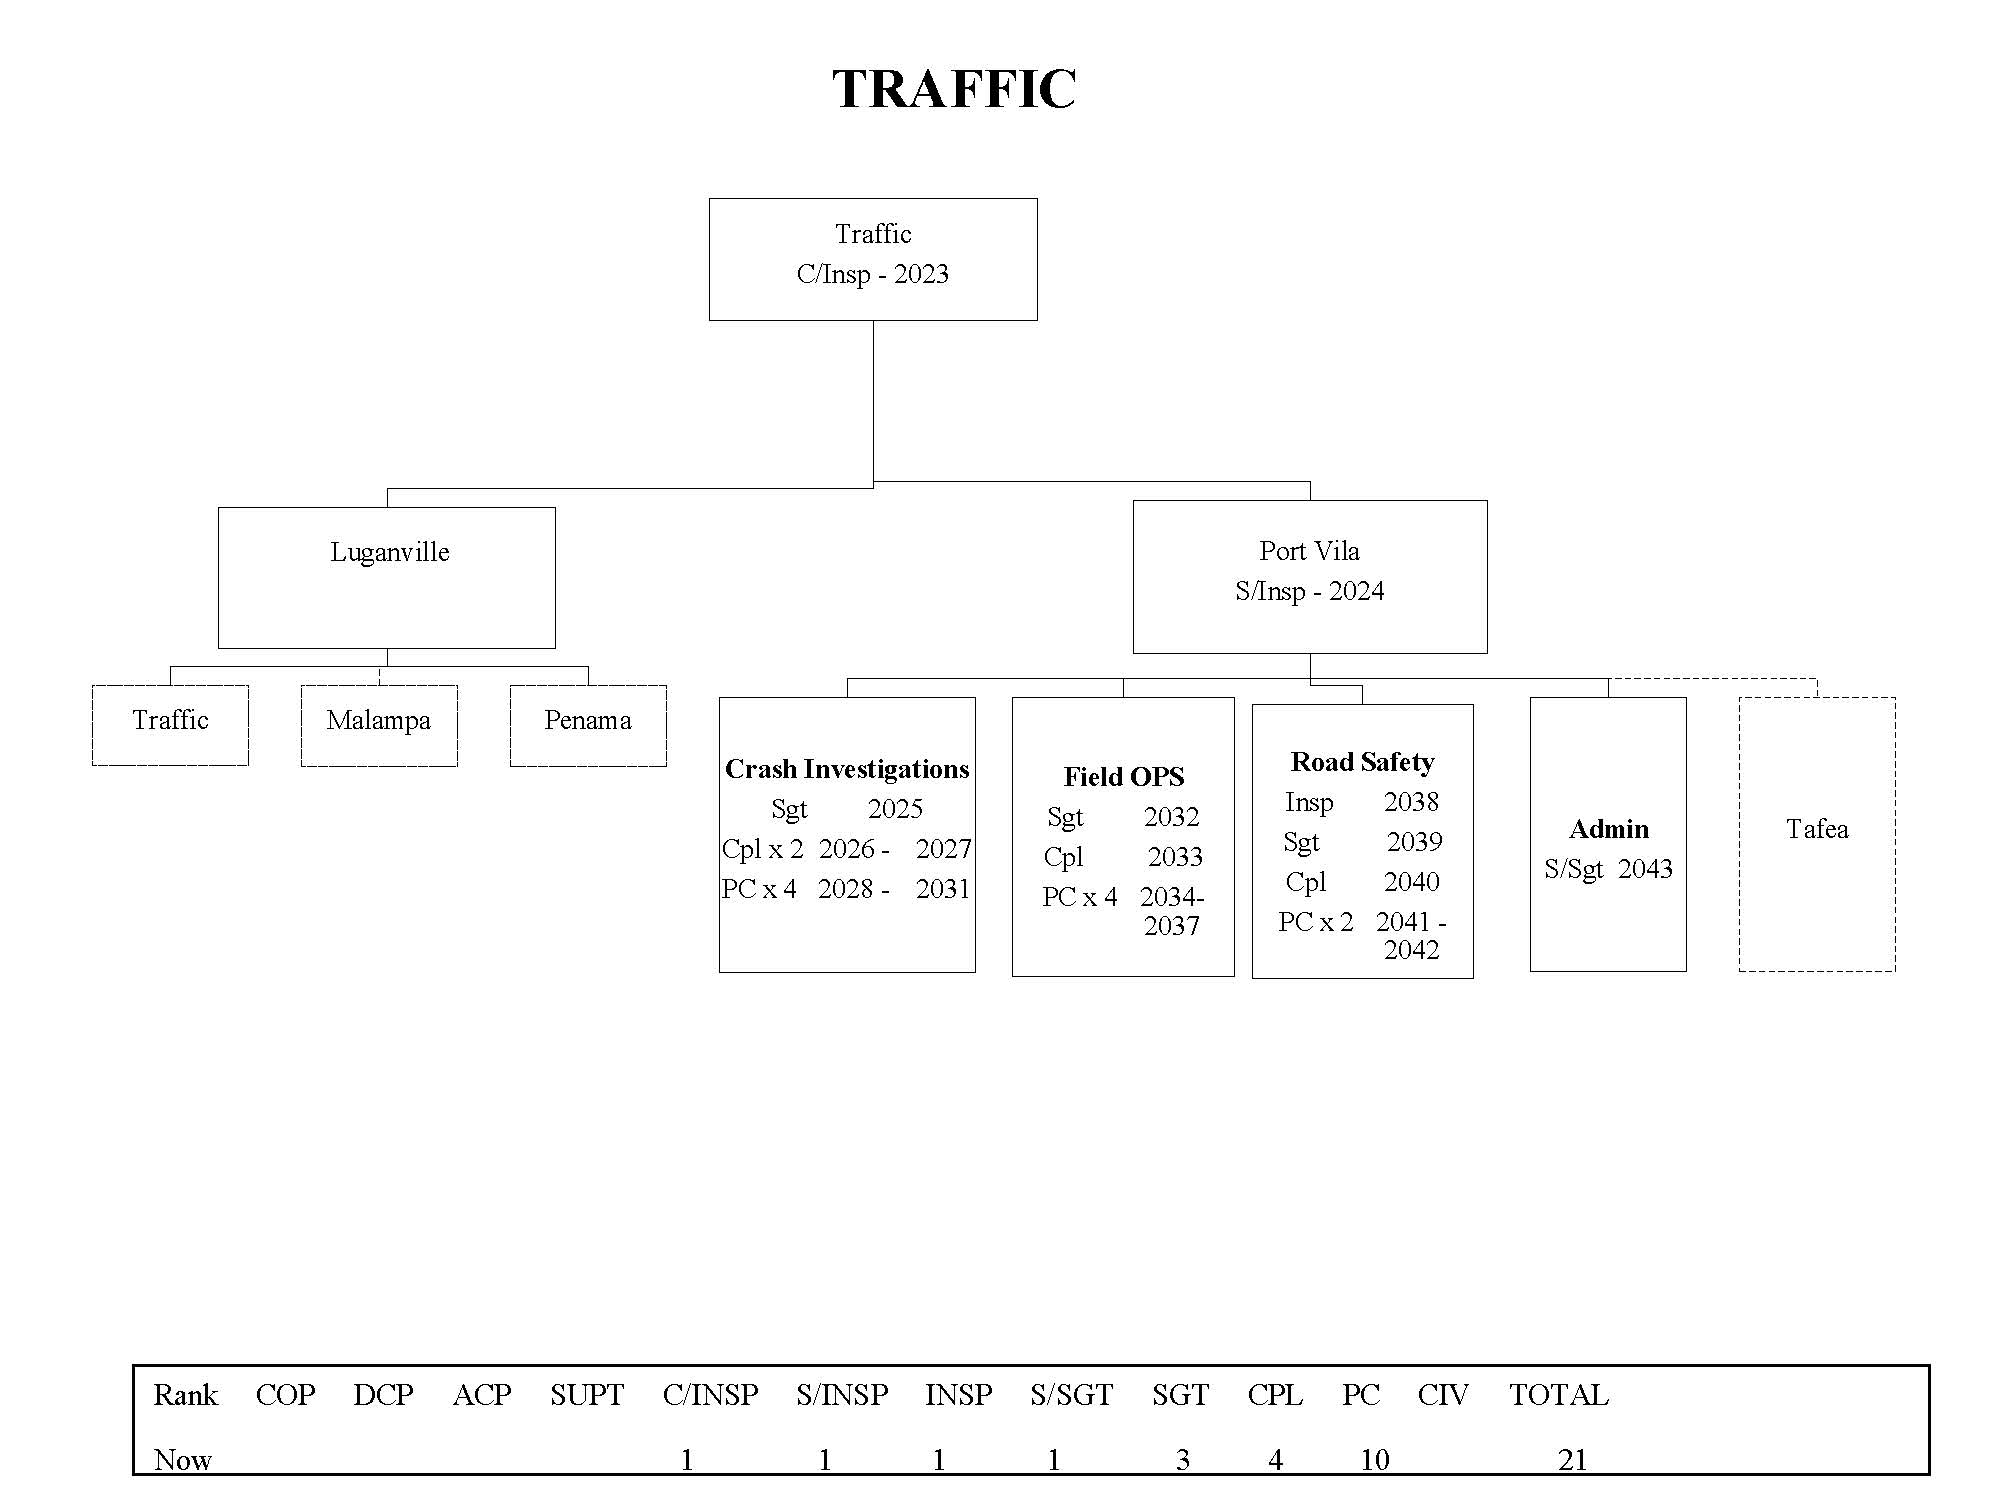 TRAFFIC
Traffic
C/Insp - 2023
Luganville
Port Vila
S/Insp - 2024
Traffic
Malampa
Penama
Crash Investigations
Sgt 2025
Cpl x 2 2026 - 2027
PC x 4 2028 - 2031
Field OPS
Sgt 2032
Cpl 2033
PC x 4 2034-
2037
Road Safety
Insp 2038
Sgt 2039
Cpl 2040
PC x 2 2041 -
2042
Admin
S/Sgt 2043
Tafea
Rank COP DCP ACP SUPT C/INSP S/INSP INSP S/SGT SGT CPL PC CIV TOTAL
Now 1 1 1 1 3 4 10 21